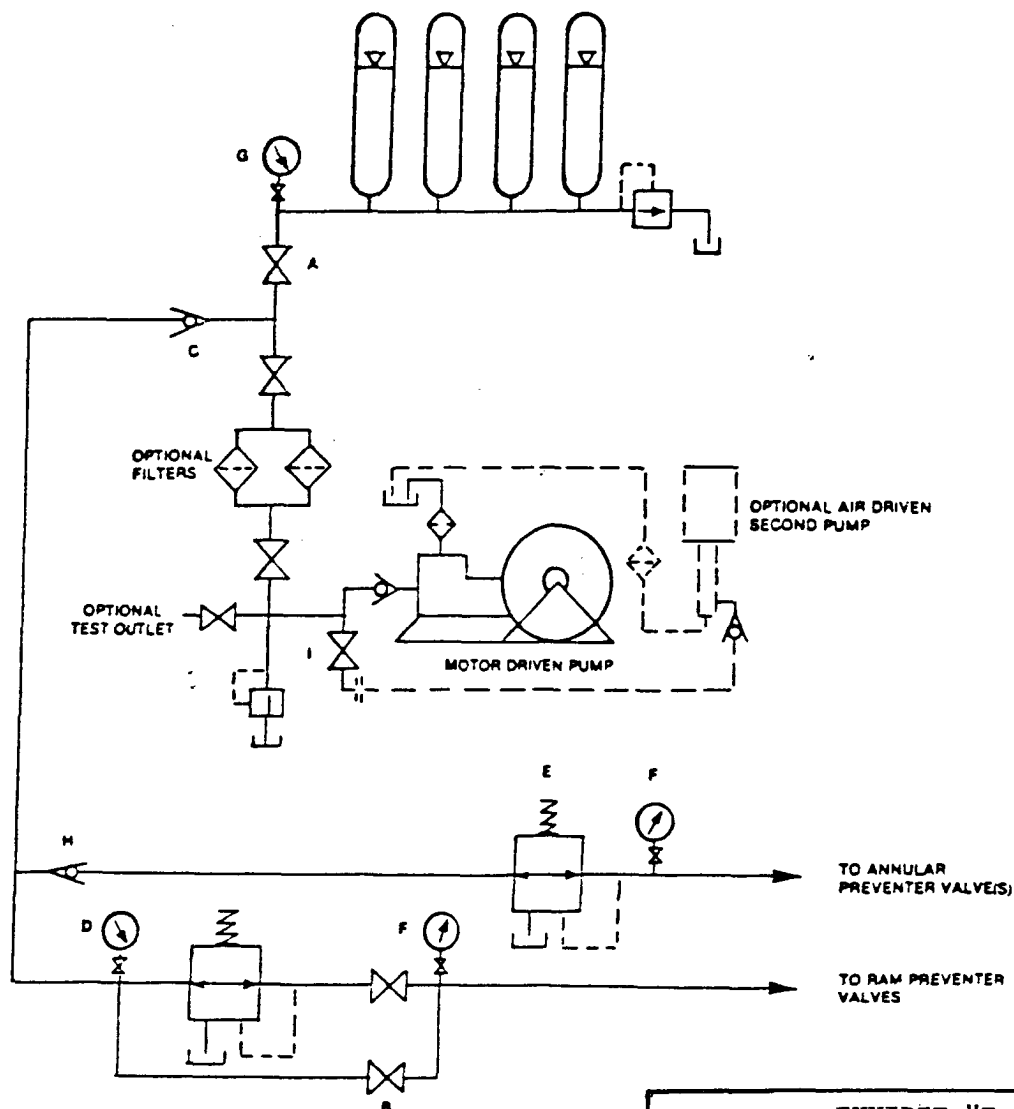 G
A
C
OPTIONAL
FILTERS
OPTIONAL AIR DRIVEN
SECOND PUMP
OPTIONAL
TEST OUTLET
I
MOTOR DRIVEN PUMP
E
F
H
TO ANNULAR
PREVENTER VALVE(S)
D
F
TO RAM PREVENTER
VALVES